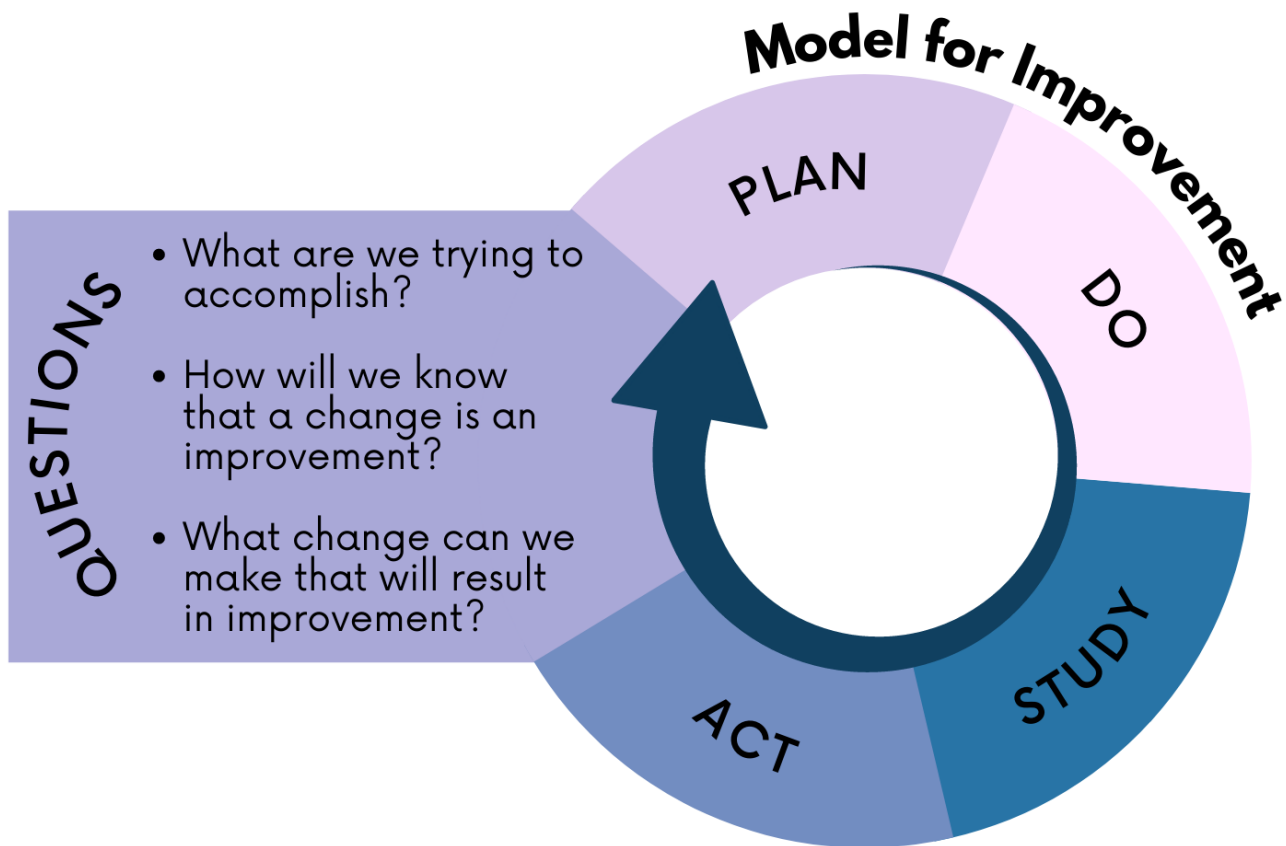 Model for Improvement
QUESTIONS
• What are we trying to
accomplish?
• How will we know
that a change is an
improvement?
• What change can we
make that will result
in improvement?
PLAN
DO
STUDY
ACT